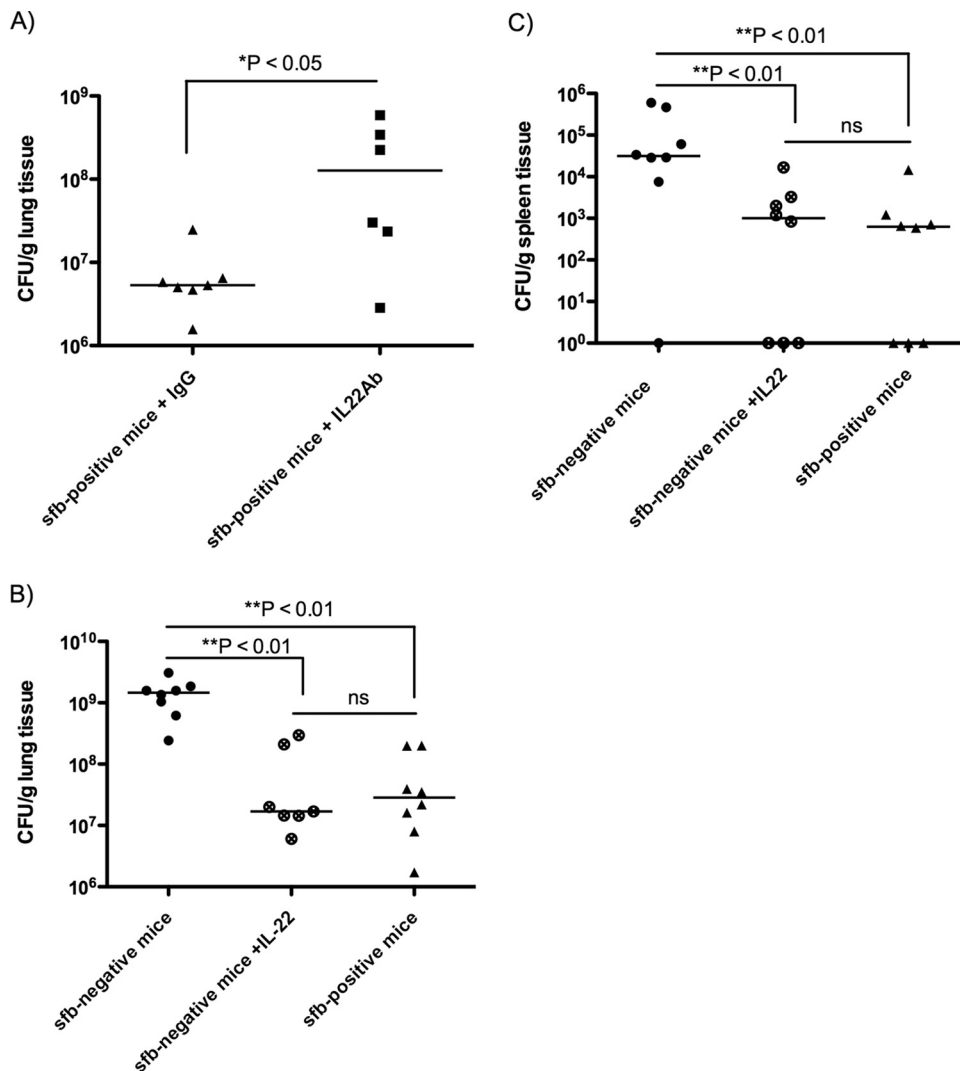 A)
*P < 0.05
CFU/g lung tissue
10⁹
10⁸
10⁷
10⁶
sfb-positive mice + IgG
sfb-positive mice + IL22Ab
C)
**P < 0.01
**P < 0.01
ns
CFU/g spleen tissue
10⁶
10⁵
10⁴
10³
10²
10¹
10⁰
sfb-negative mice
sfb-negative mice +IL22
sfb-positive mice
B)
**P < 0.01
**P < 0.01
ns
CFU/g lung tissue
10¹⁰
10⁹
10⁸
10⁷
10⁶
sfb-negative mice
sfb-negative mice +IL-22
sfb-positive mice